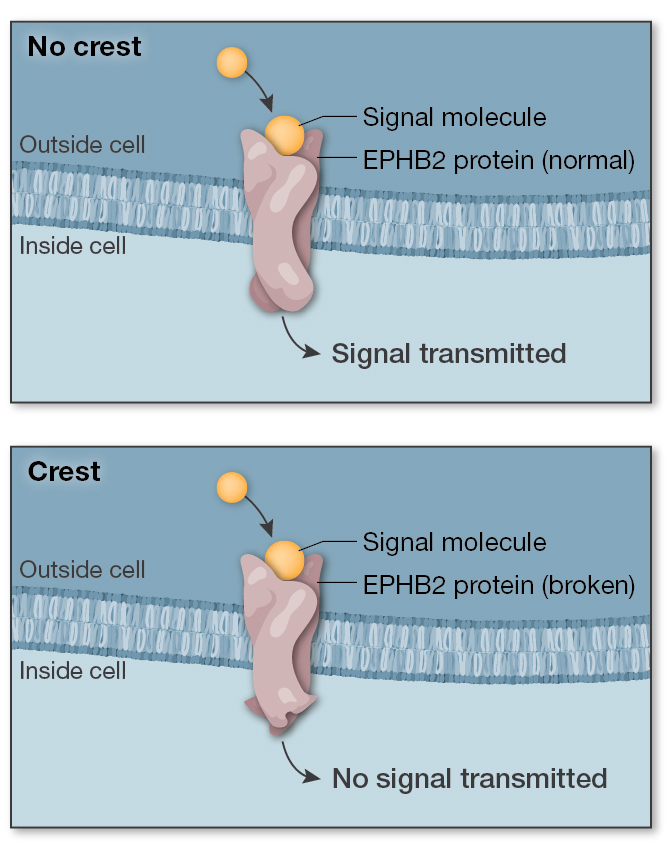 No crest
Signal molecule
Outside cell
EPHB2 protein (normal)
Inside cell
Signal transmitted
Crest
Signal molecule
Outside cell
EPHB2 protein (broken)
Inside cell
No signal transmitted